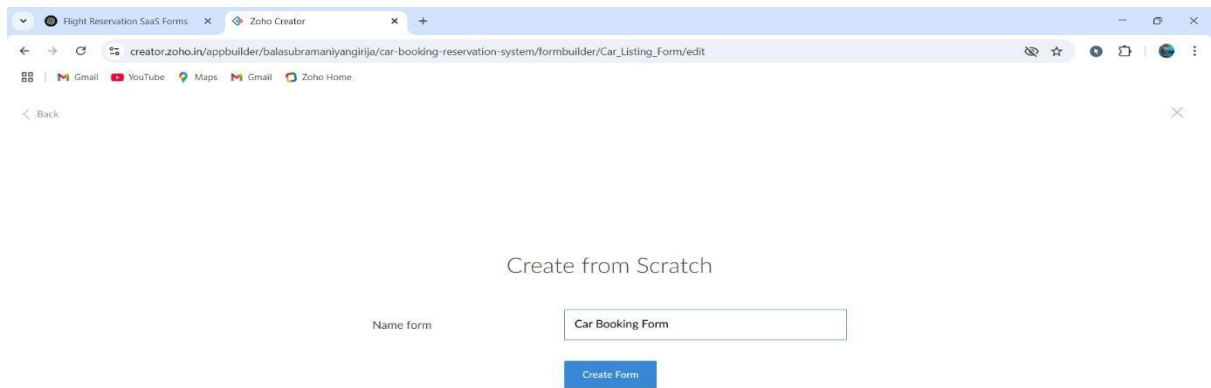 Flight Reservation SaaS Forms Zoho Creator
creator.zoho.in/appbuilder/balasubramaniyangirija/car-booking-reservation-system/formbuilder/Car_Listing_Form/edit
Gmail YouTube Maps Gmail Zoho Home
Back
Create from Scratch
Name form Car Booking Form
Create Form